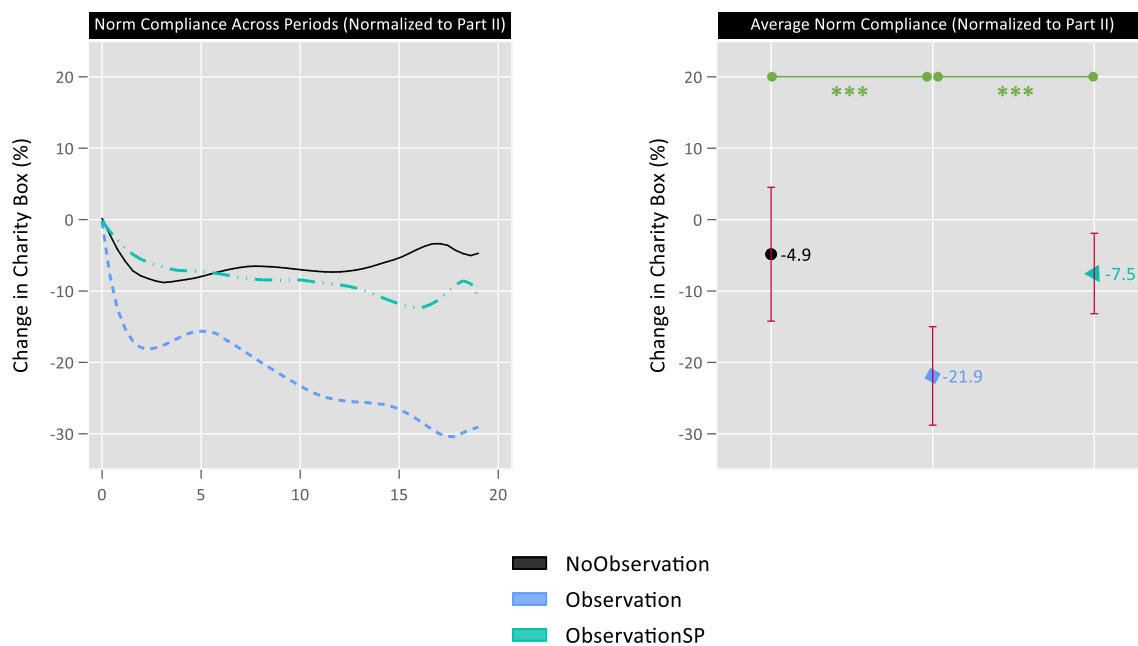 Norm Compliance Across Periods (Normalized to Part II)
Change in Charity Box (%)
20
10
0
-10
-20
-30
0 5 10 15 20
Average Norm Compliance (Normalized to Part II)
Change in Charity Box (%)
20
10
0
-10
-20
-30
*** ***
-4.9
-21.9
-7.5
NoObservation
Observation
ObservationSP